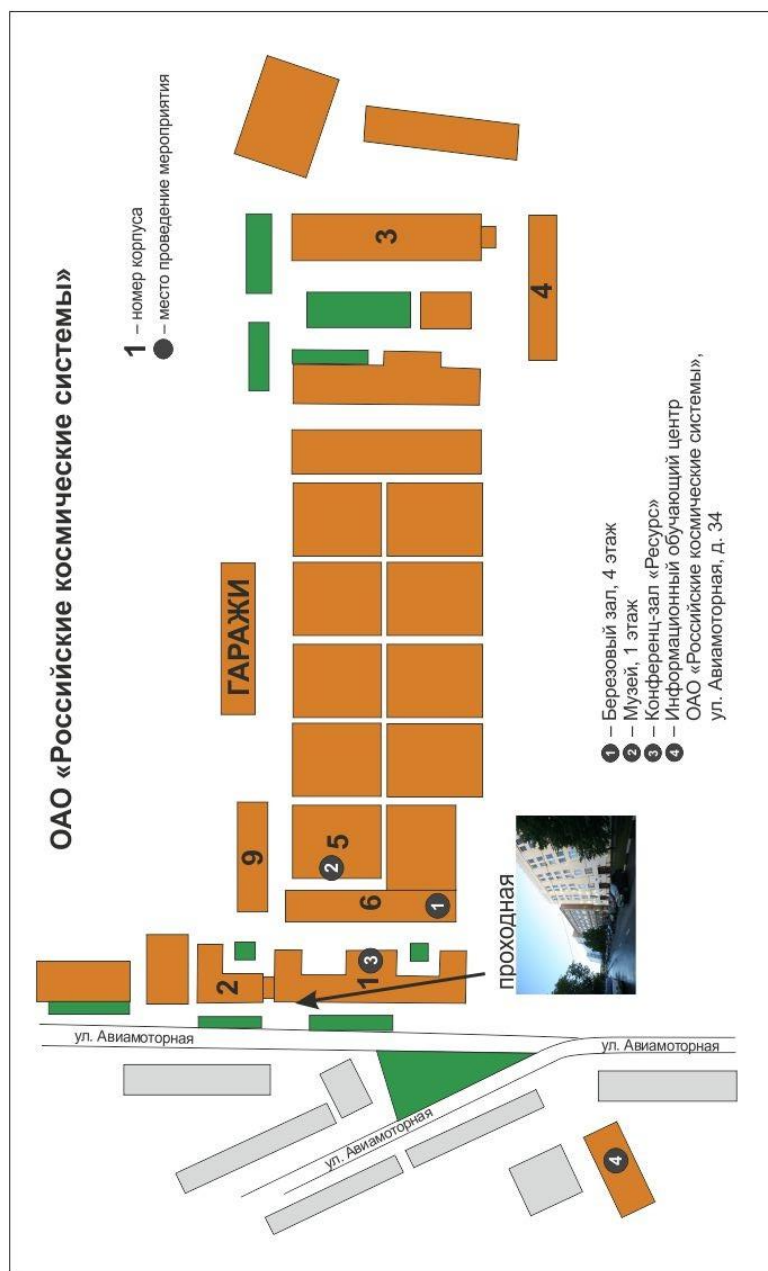 ОАО «Российские космические системы»
1 – номер корпуса
– место проведение мероприятия
ГАРАЖИ
9
5
2
6
1
2
1
3
3
4
проходная
ул. Авиамоторная
ул. Авиамоторная
ул. Авиамоторная
4
1 – Березовый зал, 4 этаж
2 – Музей, 1 этаж
3 – Конференц-зал «Ресурс»
4 – Информационный обучающий центр
ОАО «Российские космические системы»,
ул. Авиамоторная, д. 34